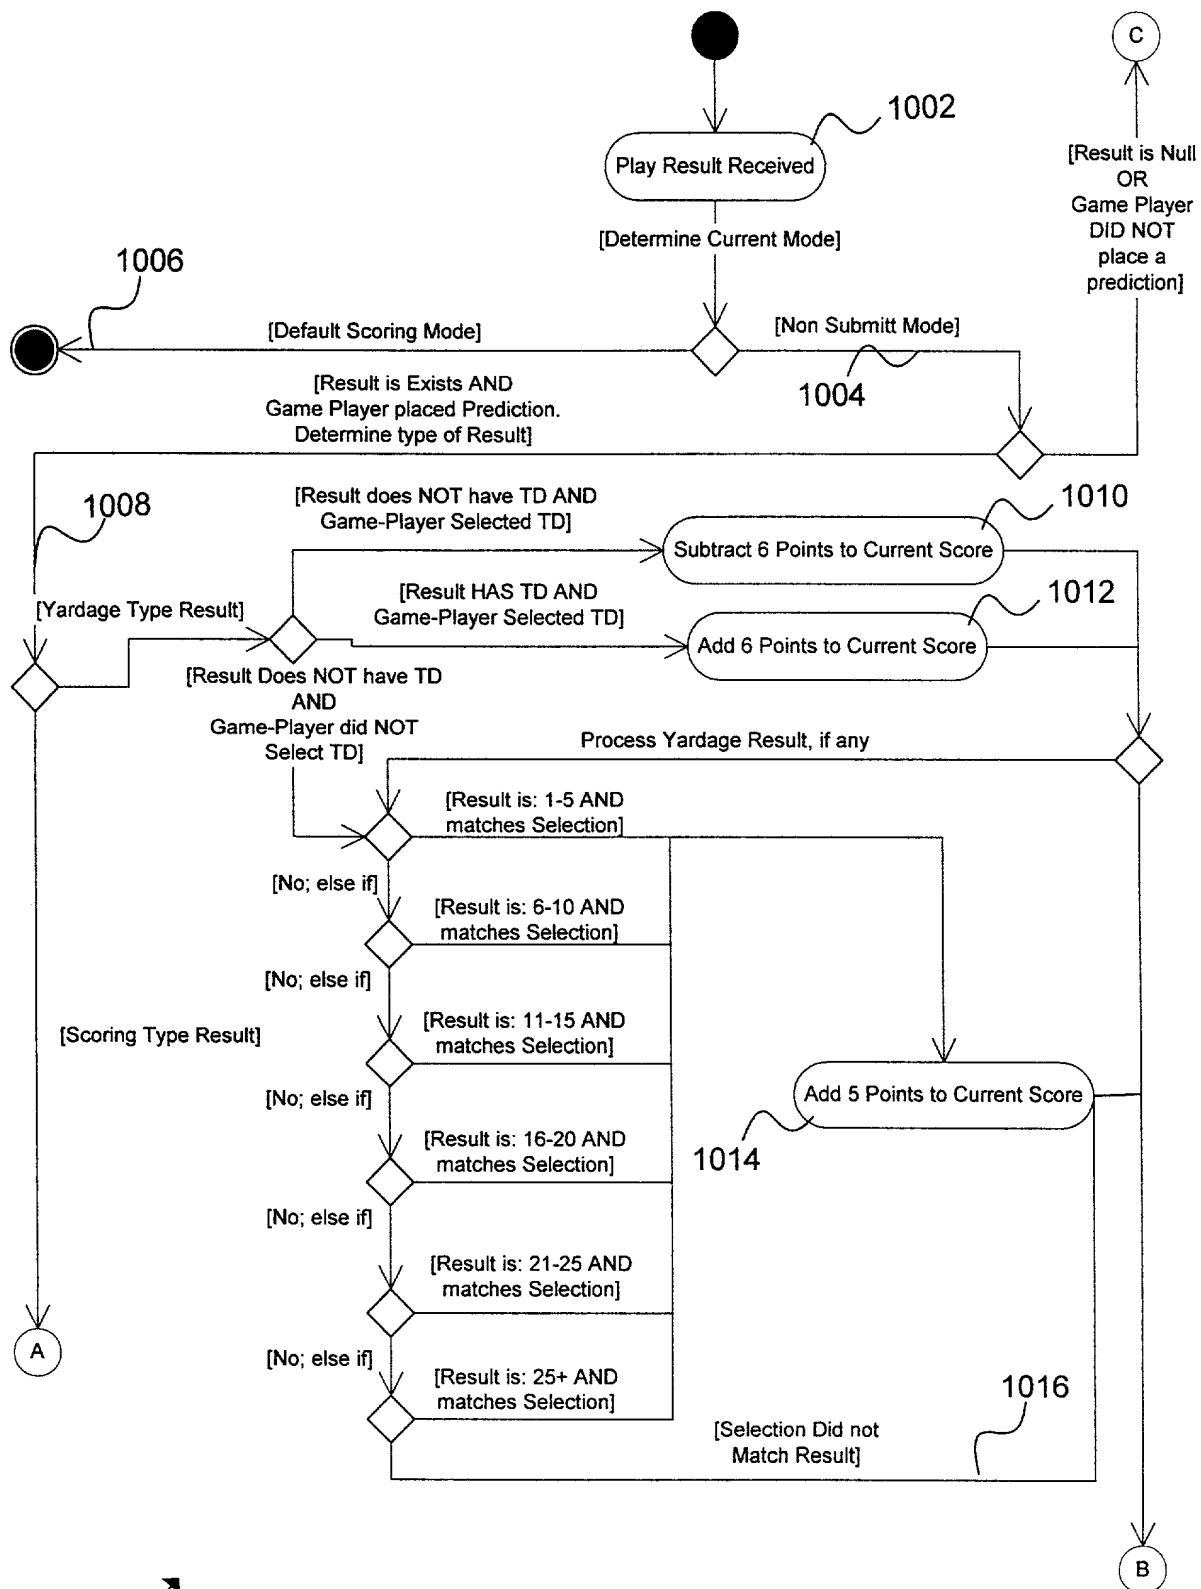 C
1002
Play Result Received
[Result is Null
OR
Game Player
DID NOT
place a
prediction]
[Determine Current Mode]
1006
[Default Scoring Mode]
[Non Submitt Mode]
1004
[Result is Exists AND
Game Player placed Prediction.
Determine type of Result]
1008
[Result does NOT have TD AND
Game-Player Selected TD]
1010
Subtract 6 Points to Current Score
[Yardage Type Result]
[Result HAS TD AND
Game-Player Selected TD]
1012
Add 6 Points to Current Score
[Result Does NOT have TD
AND
Game-Player did NOT
Select TD]
Process Yardage Result, if any
[Result is: 1-5 AND
matches Selection]
[No; else if]
[Result is: 6-10 AND
matches Selection]
[No; else if]
[Scoring Type Result]
[Result is: 11-15 AND
matches Selection]
[No; else if]
Add 5 Points to Current Score
1014
[Result is: 16-20 AND
matches Selection]
[No; else if]
[Result is: 21-25 AND
matches Selection]
A
[No; else if]
[Result is: 25+ AND
matches Selection]
1016
[Selection Did not
Match Result]
B